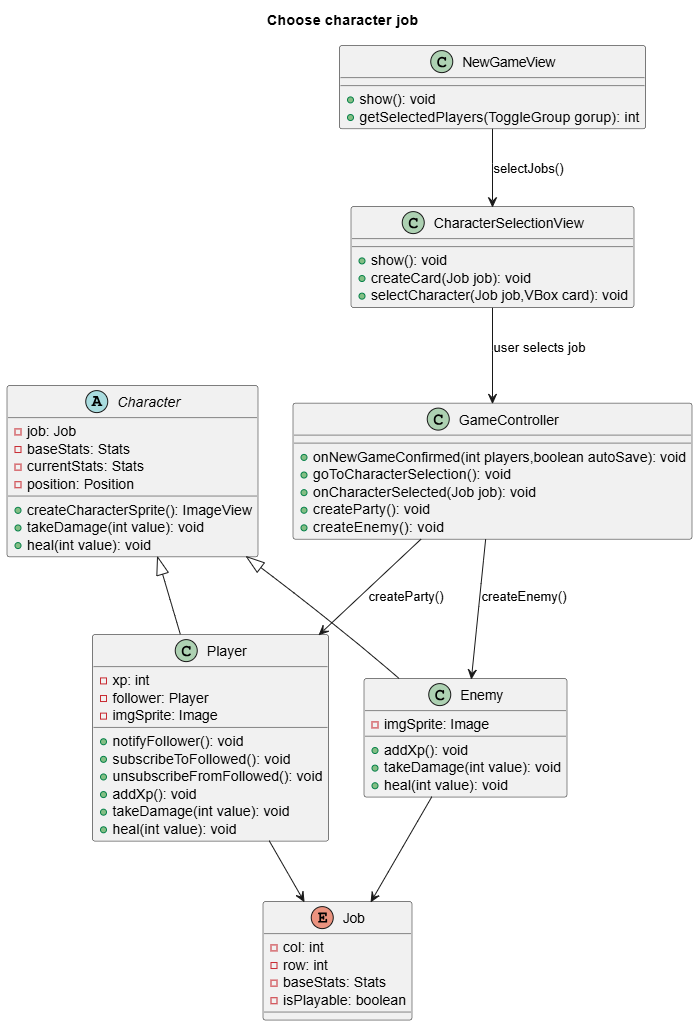 Choose character job
C NewGameView
show(): void
getSelectedPlayers(ToggleGroup gorup): int
selectJobs()
C CharacterSelectionView
show(): void
createCard(Job job): void
selectCharacter(Job job,VBox card): void
user selects job
A Character
job: Job
baseStats: Stats
currentStats: Stats
position: Position
createCharacterSprite(): ImageView
takeDamage(int value): void
heal(int value): void
C GameController
onNewGameConfirmed(int players,boolean autoSave): void
goToCharacterSelection(): void
onCharacterSelected(Job job): void
createParty(): void
createEnemy(): void
createParty()
createEnemy()
C Player
xp: int
follower: Player
imgSprite: Image
notifyFollower(): void
subscribeToFollowed(): void
unsubscribeFromFollowed(): void
addXp(): void
takeDamage(int value): void
heal(int value): void
C Enemy
imgSprite: Image
addXp(): void
takeDamage(int value): void
heal(int value): void
E Job
col: int
row: int
baseStats: Stats
isPlayable: boolean